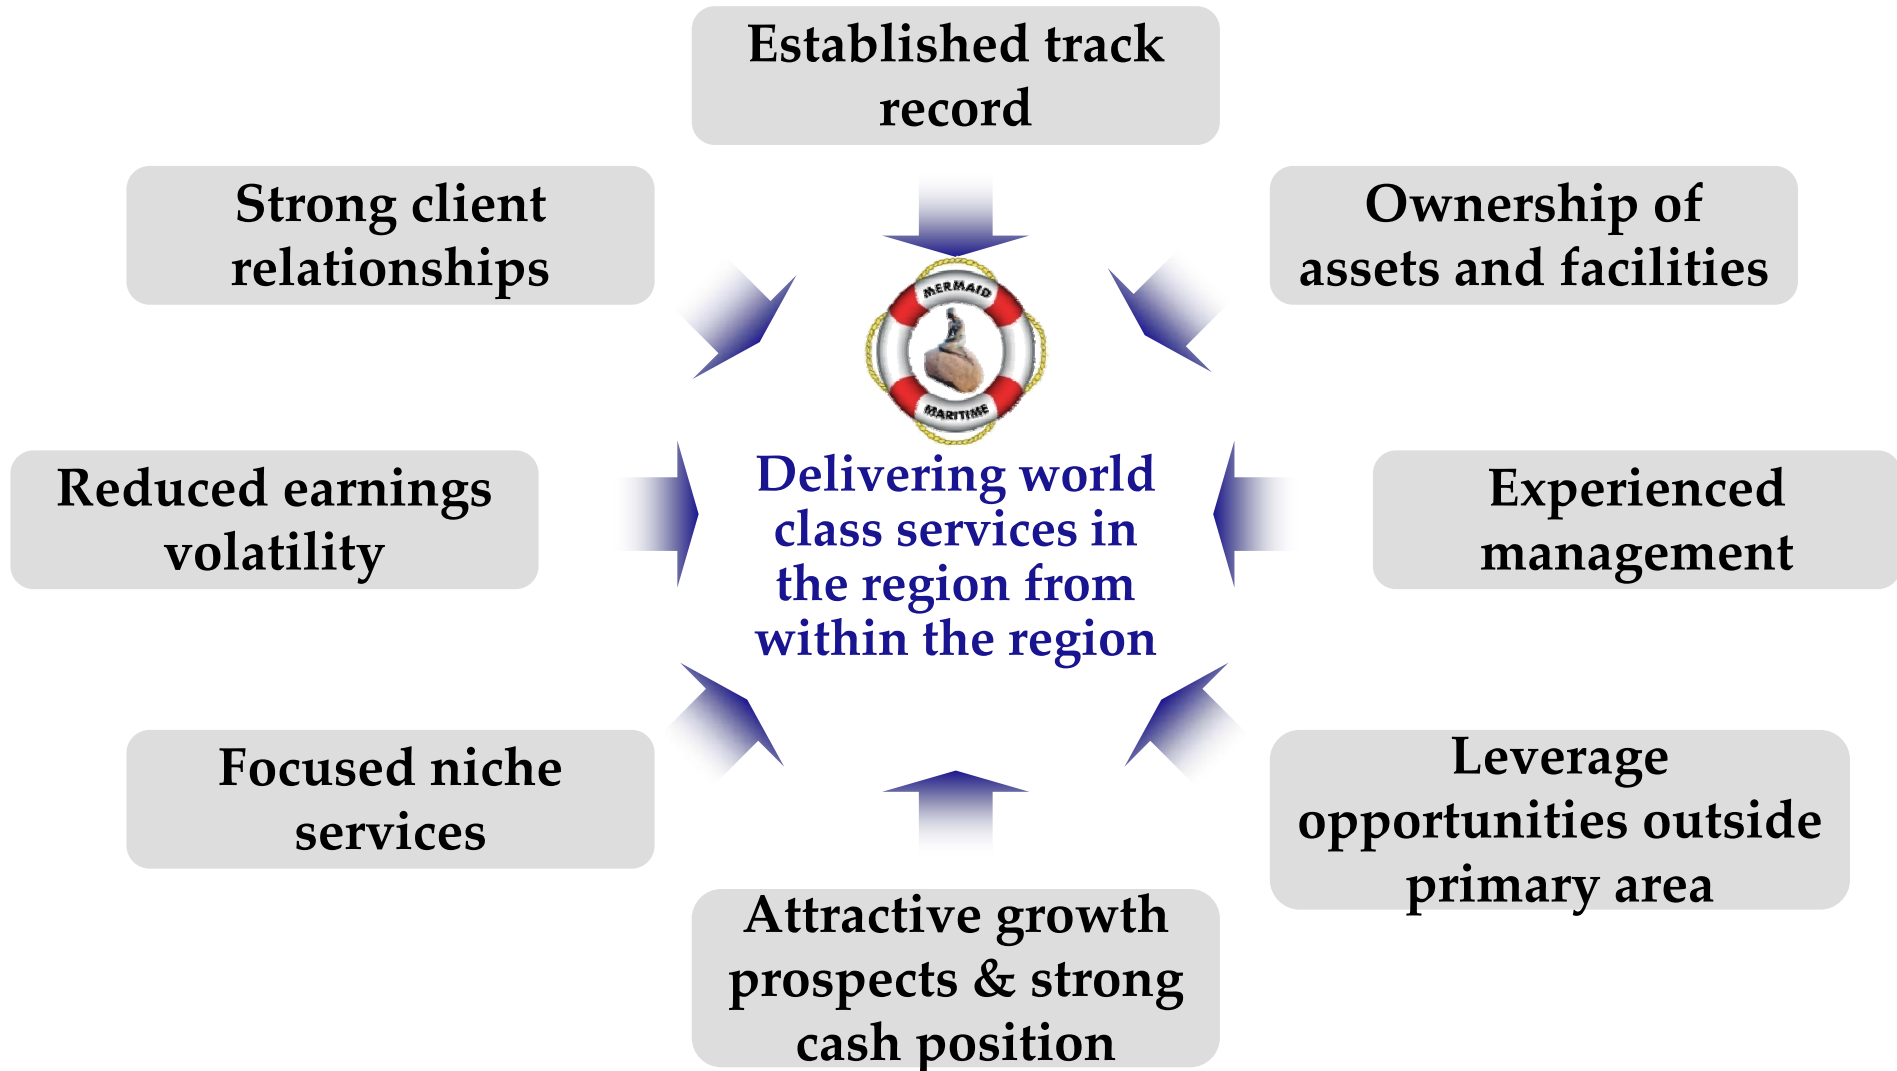 Established track
record
Strong client
relationships
Ownership of
assets and facilities
MERMAID
MARITIME
Reduced earnings
volatility
Delivering world
class services in
the region from
within the region
Experienced
management
Focused niche
services
Leverage
opportunities outside
primary area
Attractive growth
prospects & strong
cash position